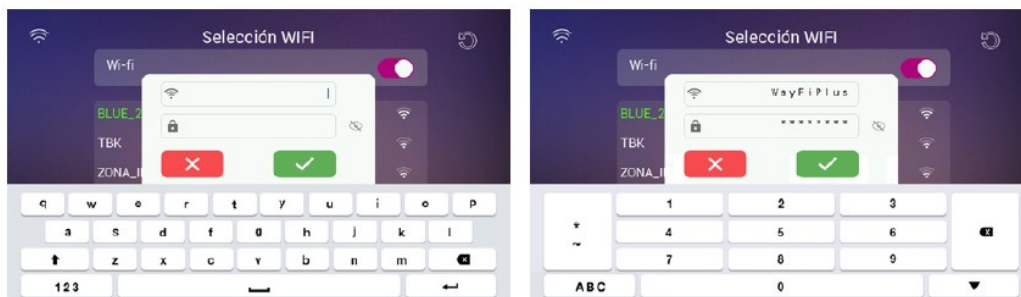 Selección WIFI
Wi-fi
BLUE_2
TBK
ZONA_I
q w e r t y u i o p
a s d f g h j k l
z x c v b n m
123
Selección WIFI
Wi-fi
WayFiPlus
BLUE_2
********
TBK
ZONA_I
1 2 3
4 5 6
7 8 9
ABC 0